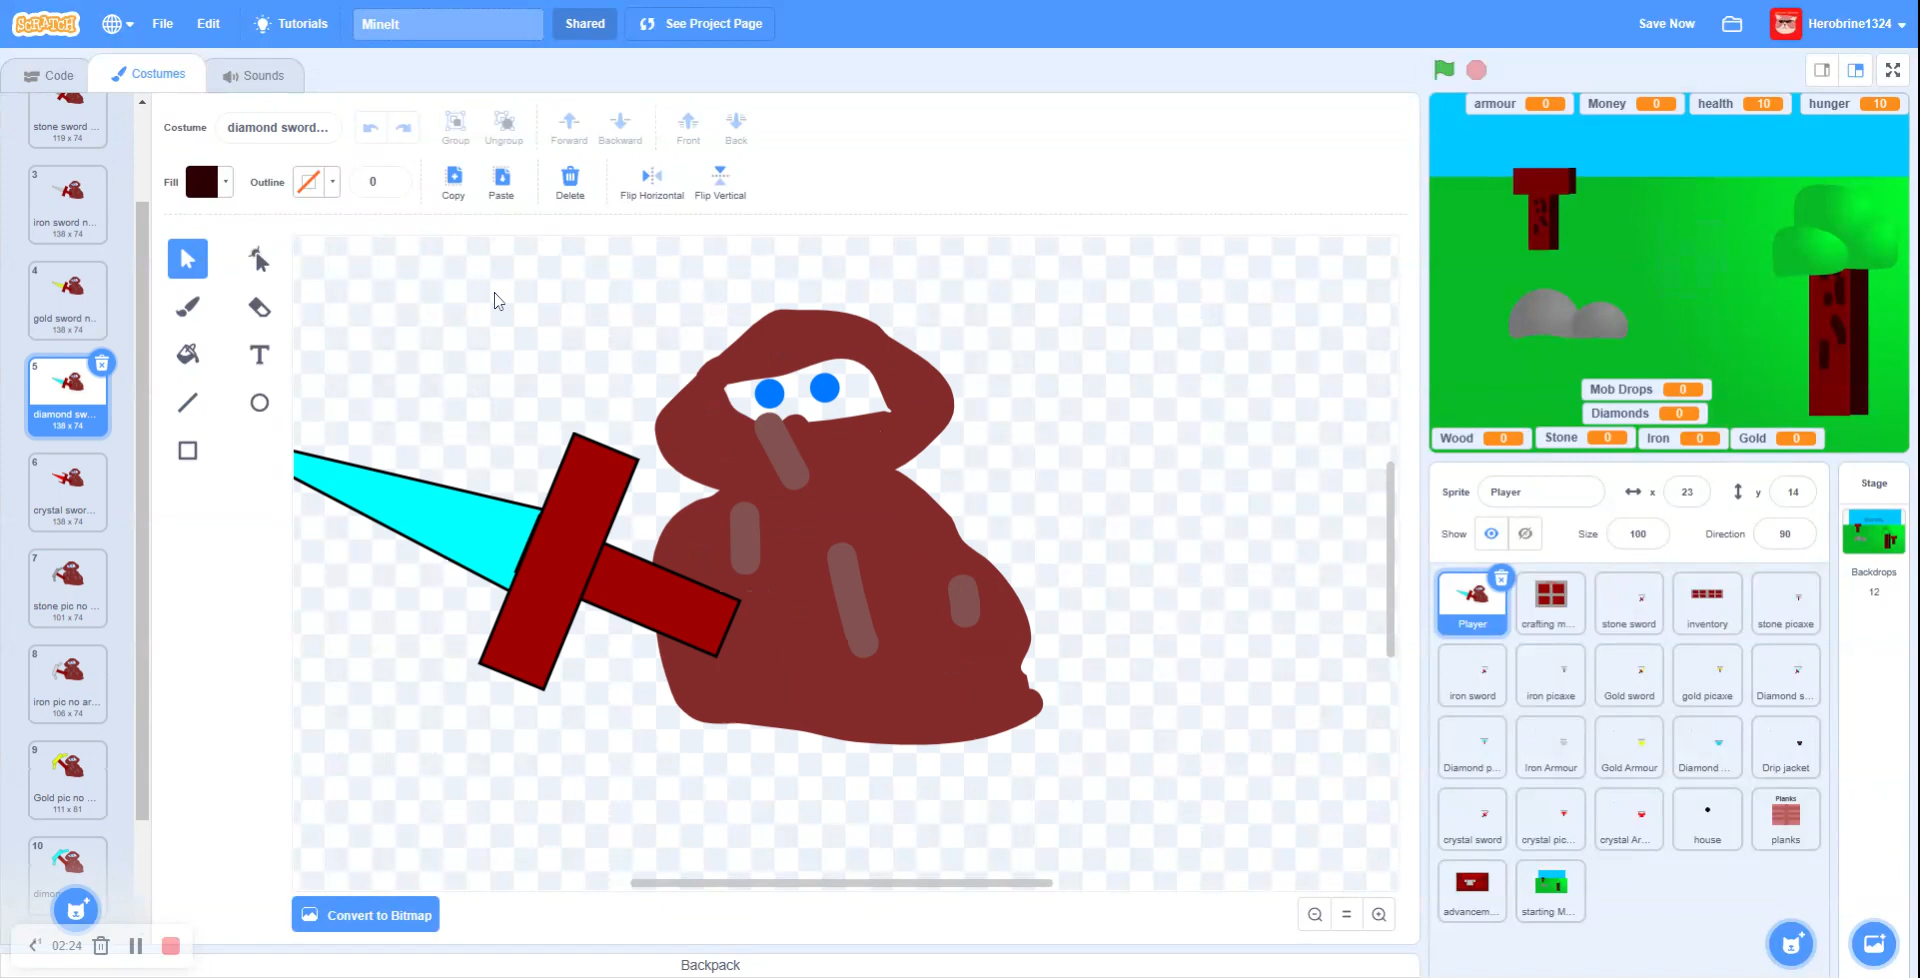 SCRATCH
File
Edit
Tutorials
MineIt
Shared
See Project Page
Save Now
Herobrine1324
Code
Costumes
Sounds
stone sword ...
119 x 74
3
iron sword n...
138 x 74
4
gold sword n..
138 x 74
5
diamond sw...
138 x 74
6
crystal swor...
138 x 74
7
stone pic no ...
101 x 74
8
iron pic no ar...
106 x 74
9
Gold pic no ...
111 x 81
10
Costume
diamond sword...
Group
Ungroup
Forward
Backward
Front
Back
Fill
Outline
0
Copy
Paste
Delete
Flip Horizontal
Flip Vertical
T
Convert to Bitmap
02:24
Backpack
armour 0
Money 0
health 10
hunger 10
Mob Drops 0
Diamonds 0
Wood 0
Stone 0
Iron 0
Gold 0
Sprite
Player
x
23
y
14
Show
Size
100
Direction
90
Stage
Backdrops
12
Player
crafting m...
stone sword
inventory
stone picaxe
iron sword
iron picaxe
Gold sword
gold picaxe
Diamond s...
Diamond p...
Iron Armour
Gold Armour
Diamond ...
Drip jacket
crystal sword
crystal pic...
crystal Ar...
house
Planks
planks
advancem...
starting M...